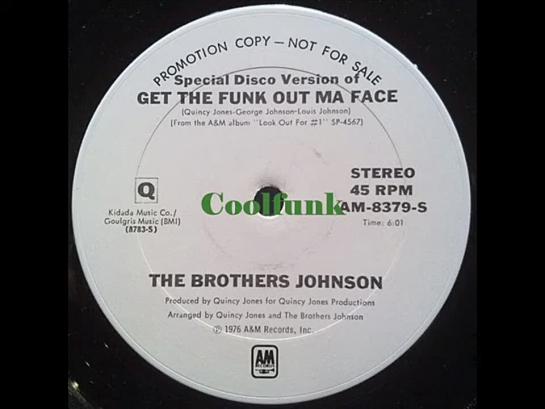 PROMOTION COPY — NOT FOR SALE
Special Disco Version of
GET THE FUNK OUT MA FACE
(Quincy Jones-George Johnson-Louis Johnson)
[From the A&M album "Look Out For #1" SP-4567]
STEREO
45 RPM
AM-8379-S
Time: 6:01
Q
Kidada Music Co./
Goulgris Music (BMI)
(8783-S)
Coolfunk
THE BROTHERS JOHNSON
Produced by Quincy Jones for Quincy Jones Productions
Arranged by Quincy Jones and The Brothers Johnson
℗ 1976 A&M Records, Inc.
A&M
RECORDS